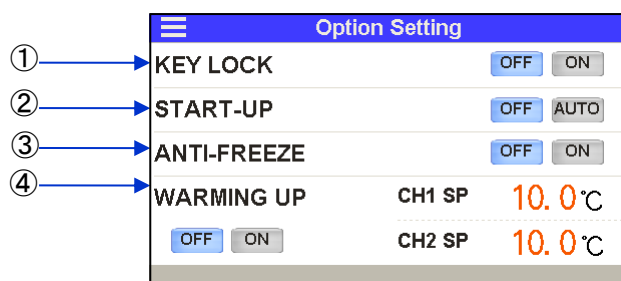 Option Setting
① KEY LOCK OFF ON
② START-UP OFF AUTO
③ ANTI-FREEZE OFF ON
④ WARMING UP CH1 SP 10.0℃
OFF ON CH2 SP 10.0℃